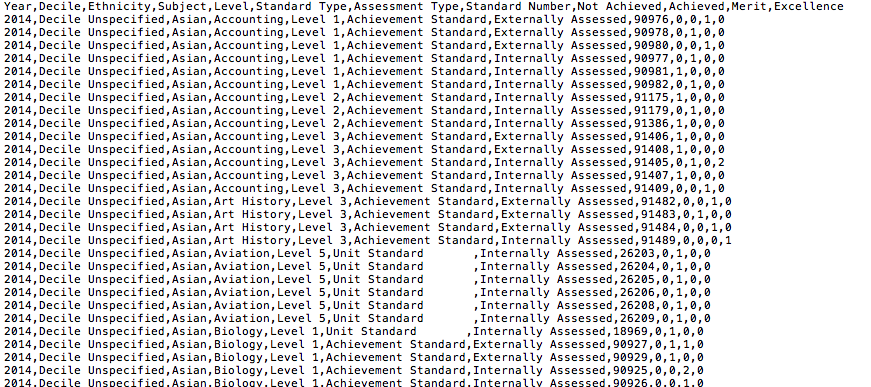 Year,Decile,Ethnicity,Subject,Level,Standard Type,Assessment Type,Standard Number,Not Achieved,Achieved,Merit,Excellence
2014,Decile Unspecified,Asian,Accounting,Level 1,Achievement Standard,Externally Assessed,90976,0,0,1,0
2014,Decile Unspecified,Asian,Accounting,Level 1,Achievement Standard,Externally Assessed,90978,0,1,0,0
2014,Decile Unspecified,Asian,Accounting,Level 1,Achievement Standard,Externally Assessed,90980,0,0,1,0
2014,Decile Unspecified,Asian,Accounting,Level 1,Achievement Standard,Internally Assessed,90977,0,1,0,0
2014,Decile Unspecified,Asian,Accounting,Level 1,Achievement Standard,Internally Assessed,90981,1,0,0,0
2014,Decile Unspecified,Asian,Accounting,Level 1,Achievement Standard,Internally Assessed,90982,0,1,0,0
2014,Decile Unspecified,Asian,Accounting,Level 2,Achievement Standard,Internally Assessed,91175,1,0,0,0
2014,Decile Unspecified,Asian,Accounting,Level 2,Achievement Standard,Internally Assessed,91179,0,1,0,0
2014,Decile Unspecified,Asian,Accounting,Level 2,Achievement Standard,Internally Assessed,91386,1,0,0,0
2014,Decile Unspecified,Asian,Accounting,Level 3,Achievement Standard,Externally Assessed,91406,1,0,0,0
2014,Decile Unspecified,Asian,Accounting,Level 3,Achievement Standard,Externally Assessed,91408,1,0,0,0
2014,Decile Unspecified,Asian,Accounting,Level 3,Achievement Standard,Internally Assessed,91405,0,1,0,2
2014,Decile Unspecified,Asian,Accounting,Level 3,Achievement Standard,Internally Assessed,91407,1,0,0,0
2014,Decile Unspecified,Asian,Accounting,Level 3,Achievement Standard,Internally Assessed,91409,0,0,1,0
2014,Decile Unspecified,Asian,Art History,Level 3,Achievement Standard,Externally Assessed,91482,0,0,1,0
2014,Decile Unspecified,Asian,Art History,Level 3,Achievement Standard,Externally Assessed,91483,0,1,0,0
2014,Decile Unspecified,Asian,Art History,Level 3,Achievement Standard,Externally Assessed,91484,0,0,1,0
2014,Decile Unspecified,Asian,Art History,Level 3,Achievement Standard,Internally Assessed,91489,0,0,0,1
2014,Decile Unspecified,Asian,Aviation,Level 5,Unit Standard       ,Internally Assessed,26203,0,1,0,0
2014,Decile Unspecified,Asian,Aviation,Level 5,Unit Standard       ,Internally Assessed,26204,0,1,0,0
2014,Decile Unspecified,Asian,Aviation,Level 5,Unit Standard       ,Internally Assessed,26205,0,1,0,0
2014,Decile Unspecified,Asian,Aviation,Level 5,Unit Standard       ,Internally Assessed,26206,0,1,0,0
2014,Decile Unspecified,Asian,Aviation,Level 5,Unit Standard       ,Internally Assessed,26208,0,1,0,0
2014,Decile Unspecified,Asian,Aviation,Level 5,Unit Standard       ,Internally Assessed,26209,0,1,0,0
2014,Decile Unspecified,Asian,Biology,Level 1,Unit Standard       ,Internally Assessed,18969,0,1,0,0
2014,Decile Unspecified,Asian,Biology,Level 1,Achievement Standard,Externally Assessed,90927,0,1,1,0
2014,Decile Unspecified,Asian,Biology,Level 1,Achievement Standard,Externally Assessed,90929,0,1,0,0
2014,Decile Unspecified,Asian,Biology,Level 1,Achievement Standard,Internally Assessed,90925,0,0,2,0
2014,Decile Unspecified,Asian,Biology,Level 1,Achievement Standard,Internally Assessed,90926,0,0,1,0